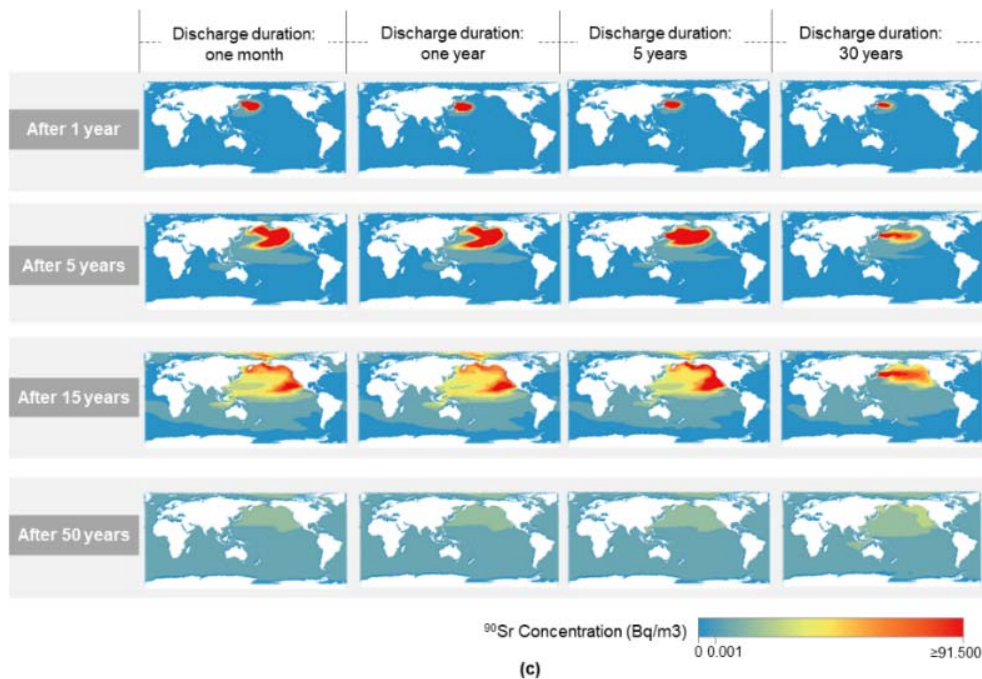 Discharge duration:
one month
Discharge duration:
one year
Discharge duration:
5 years
Discharge duration:
30 years
After 1 year
After 5 years
After 15 years
After 50 years
90Sr Concentration (Bq/m3)
0 0.001 ≥91.500
(c)